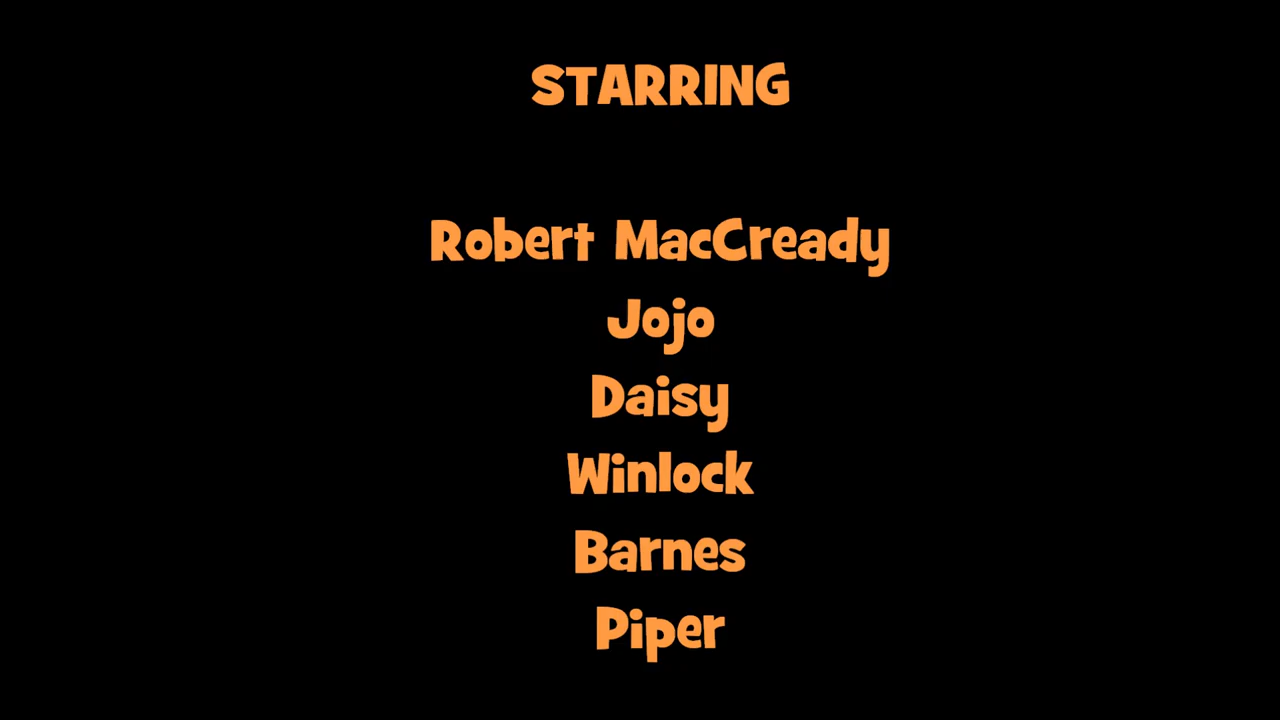 STARRING
Robert MacCready
Jojo
Daisy
Winlock
Barnes
Piper